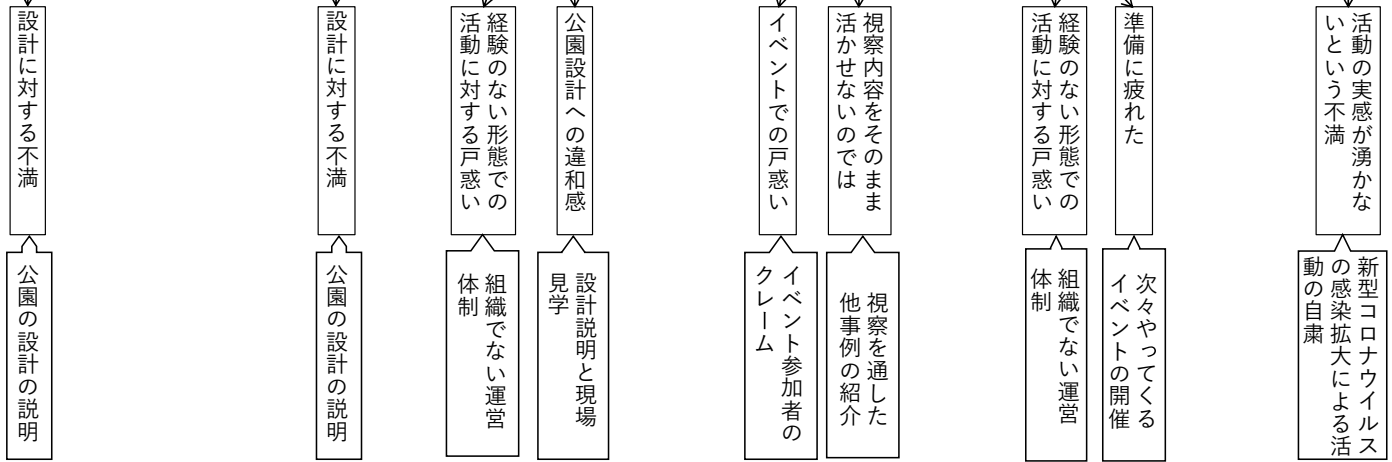 活動の実感が湧かな
いという不満
準備に疲れた
経験のない形態での
活動に対する戸惑い
視察内容をそのまま
活かせないのでは
イベントでの戸惑い
公園設計への違和感
経験のない形態での
活動に対する戸惑い
設計に対する不満
設計に対する不満
新型コロナウイルス
の感染拡大による活
動の自粛
次々やってくる
イベントの開催
組織でない運営
体制
視察を通した
他事例の紹介
イベント参加者の
クレーム
設計説明と現場
見学
組織でない運営
体制
公園の設計の説明
公園の設計の説明